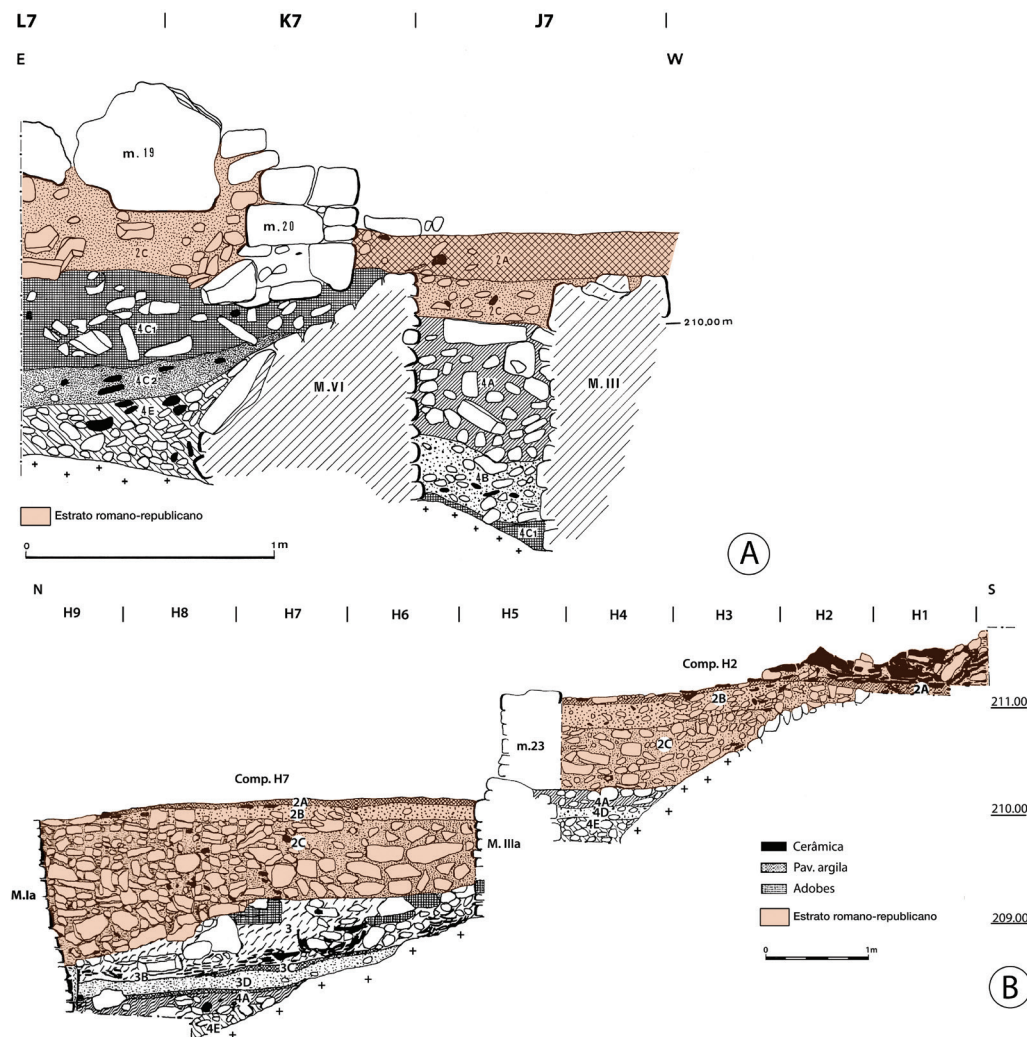 L7 | K7 | J7 |
E W
m. 19
m. 20
2C
2A
2C
210,00 m
4C1
4C2
4E
4A
4B
4C1
M. VI
M. III
Estrato romano-republicano
0 1m
A
N S
H9 | H8 | H7 | H6 | H5 | H4 | H3 | H2 | H1 |
Comp. H2
2A
2B
211.00
m.23
2C
Comp. H7
2A
2B
4A
4D
4E
210.00
2C
M. IIIa
M.Ia
Cerâmica
Pav. argila
Adobes
Estrato romano-republicano
3
209.00
3C
3B
3D
4A
4E
0 1m
B